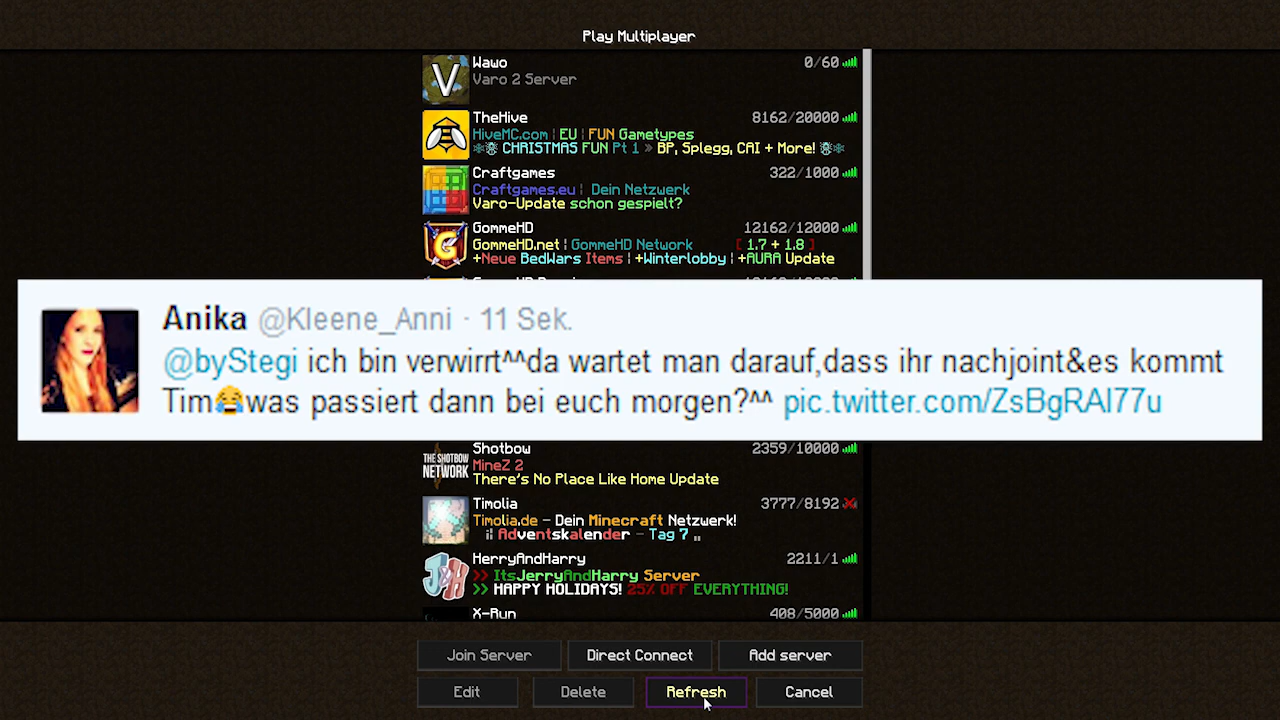 Play Multiplayer
Wawo 0/60
Varo 2 Server
TheHive 8162/20000
HiveMC.com | EU | FUN Gametypes
❄☃ CHRISTMAS FUN Pt 1 » BP, Splegg, CAI + More! ☃❄
Craftgames 322/1000
Craftgames.eu | Dein Netzwerk
Varo-Update schon gespielt?
GommeHD 12162/12000
GommeHD.net | GommeHD Network [ 1.7 + 1.8 ]
+Neue BedWars Items | +Winterlobby | +AURA Update
Anika @Kleene_Anni · 11 Sek.
@byStegi ich bin verwirrt^^da wartet man darauf,dass ihr nachjoint&es kommt
Tim😂was passiert dann bei euch morgen?^^ pic.twitter.com/ZsBgRAl77u
Shotbow 2359/10000
THE SHOTBOW NETWORK
MineZ 2
There's No Place Like Home Update
Timolia 3777/8192
Timolia.de - Dein Minecraft Netzwerk!
Adventskalender - Tag 7
HerryAndHarry 2211/1
>> ItsJerryAndHarry Server
>> HAPPY HOLIDAYS! 25% OFF EVERYTHING!
X-Run 408/5000
Join Server Direct Connect Add server
Edit Delete Refresh Cancel